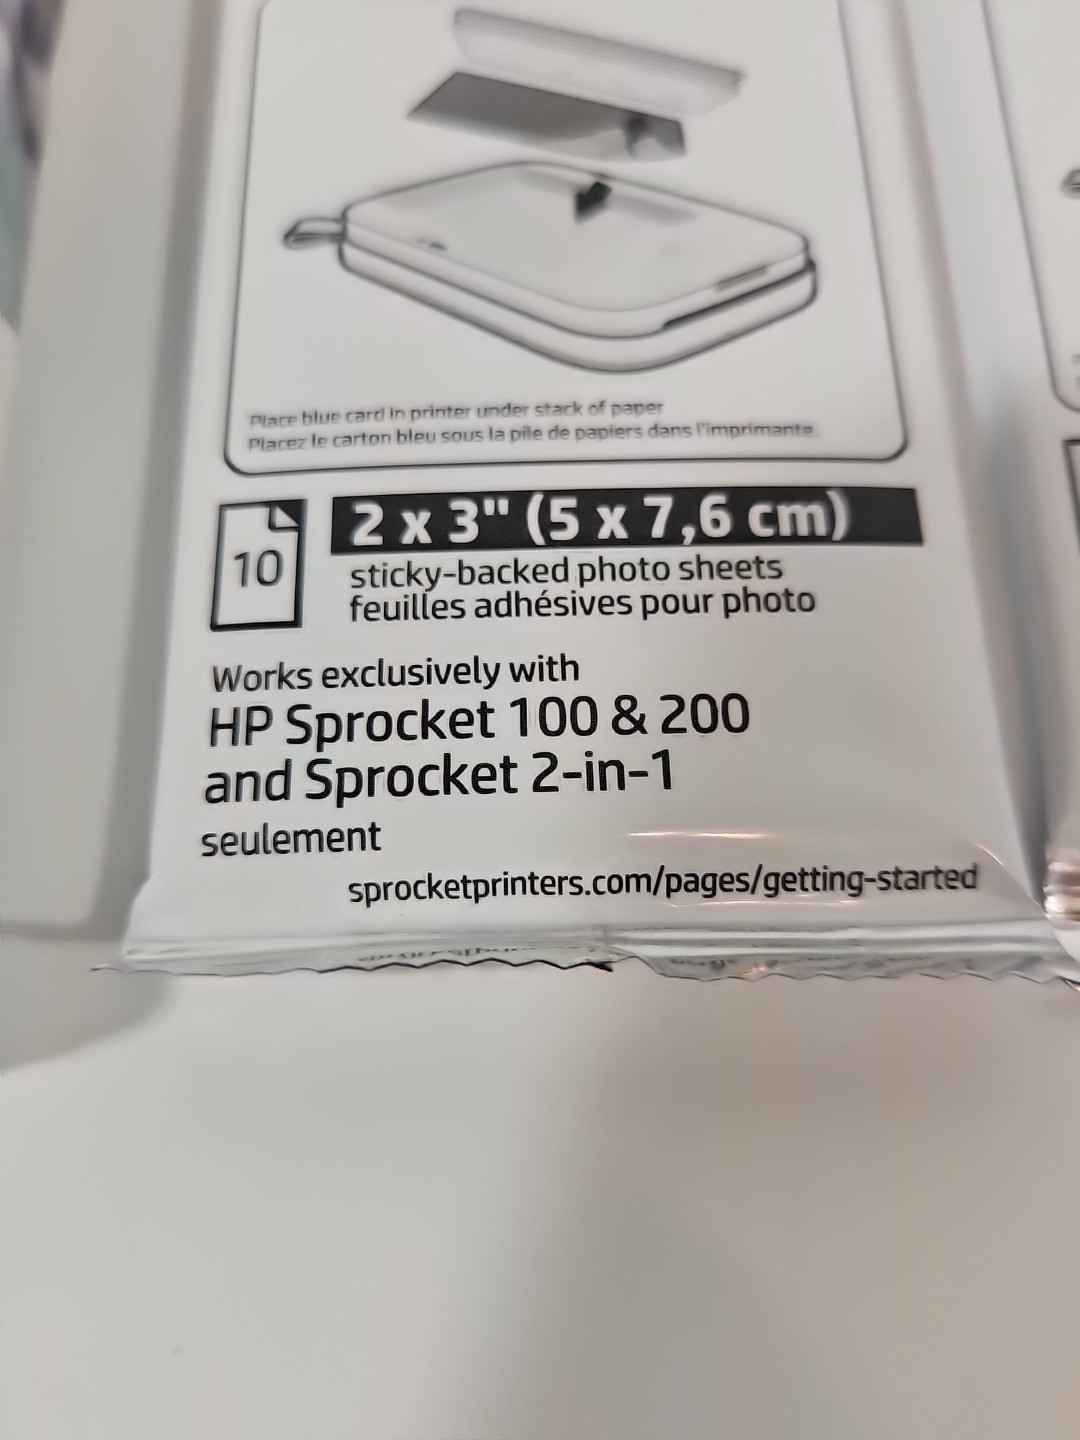 Place blue card in printer under stack of paper
Placez le carton bleu sous la pile de papiers dans l'imprimante.
10
2 x 3" (5 x 7,6 cm)
sticky-backed photo sheets
feuilles adhésives pour photo
Works exclusively with
HP Sprocket 100 & 200
and Sprocket 2-in-1
seulement
sprocketprinters.com/pages/getting-started